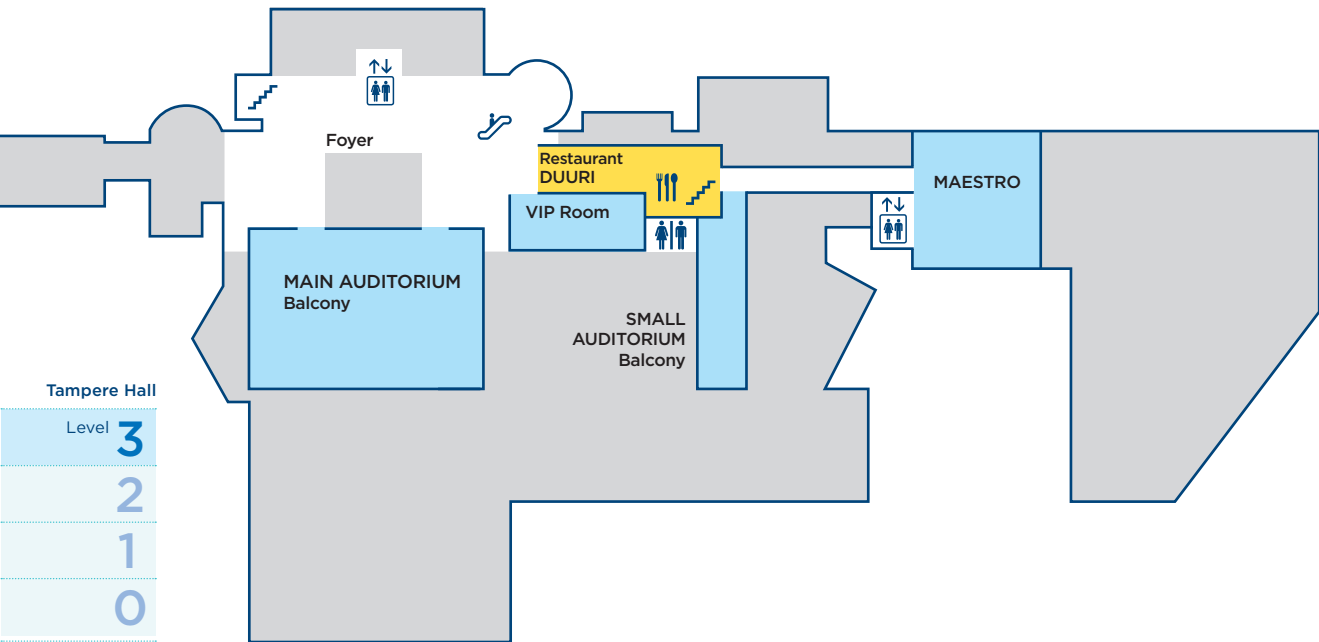 Foyer
Restaurant
DUURI
VIP Room
MAESTRO
MAIN AUDITORIUM
Balcony
SMALL
AUDITORIUM
Balcony
Tampere Hall
Level 3
2
1
0